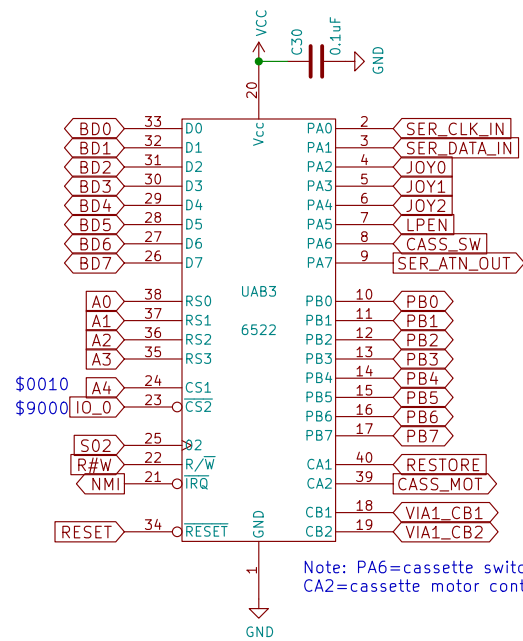 VCC
C30
0.1uF
GND
20
Vcc
BD0 33 D0 PA0 2 SER_CLK_IN
BD1 32 D1 PA1 3 SER_DATA_IN
BD2 31 D2 PA2 4 JOY0
BD3 30 D3 PA3 5 JOY1
BD4 29 D4 PA4 6 JOY2
BD5 28 D5 PA5 7 LPEN
BD6 27 D6 PA6 8 CASS_SW
BD7 26 D7 PA7 9 SER_ATN_OUT
UAB3
A0 38 RS0 PB0 10 PB0
A1 37 RS1 PB1 11 PB1
6522
A2 36 RS2 PB2 12 PB2
A3 35 RS3 PB3 13 PB3
PB4 14 PB4
$0010 A4 24 CS1 PB5 15 PB5
$9000 IO_0 23 CS2 PB6 16 PB6
PB7 17 PB7
S02 25 02
R#W 22 R/W CA1 40 RESTORE
NMI 21 IRQ CA2 39 CASS_MOT
CB1 18 VIA1_CB1
RESET 34 RESET CB2 19 VIA1_CB2
GND
1
GND
Note: PA6=cassette switc
CA2=cassette motor cont